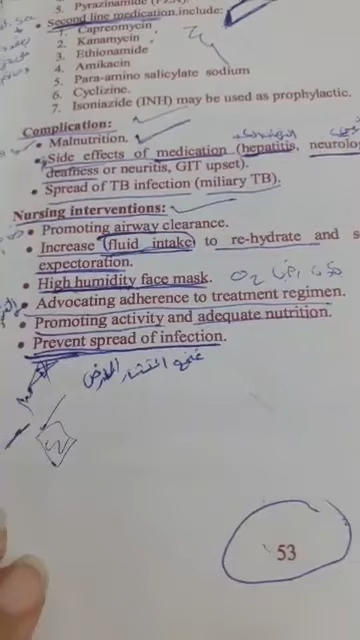 5. Pyrazinamide
Second line medication.include:
1. Capreomycin
2. Kanamycin
3. Ethionamide
4. Amikacin
5. Para-amino salicylate sodium
6. Cyclizine.
7. Isoniazide (INH) may be used as prophylactic.
Complication:
• Malnutrition.
• Side effects of medication (hepatitis, neurolo
deafness or neuritis, GIT upset).
• Spread of TB infection (miliary TB).
Nursing interventions:
• Promoting airway clearance.
• Increase fluid intake to re-hydrate and s
expectoration.
• High humidity face mask. O2
• Advocating adherence to treatment regimen.
• Promoting activity and adequate nutrition.
• Prevent spread of infection.
انتشار المرض
53